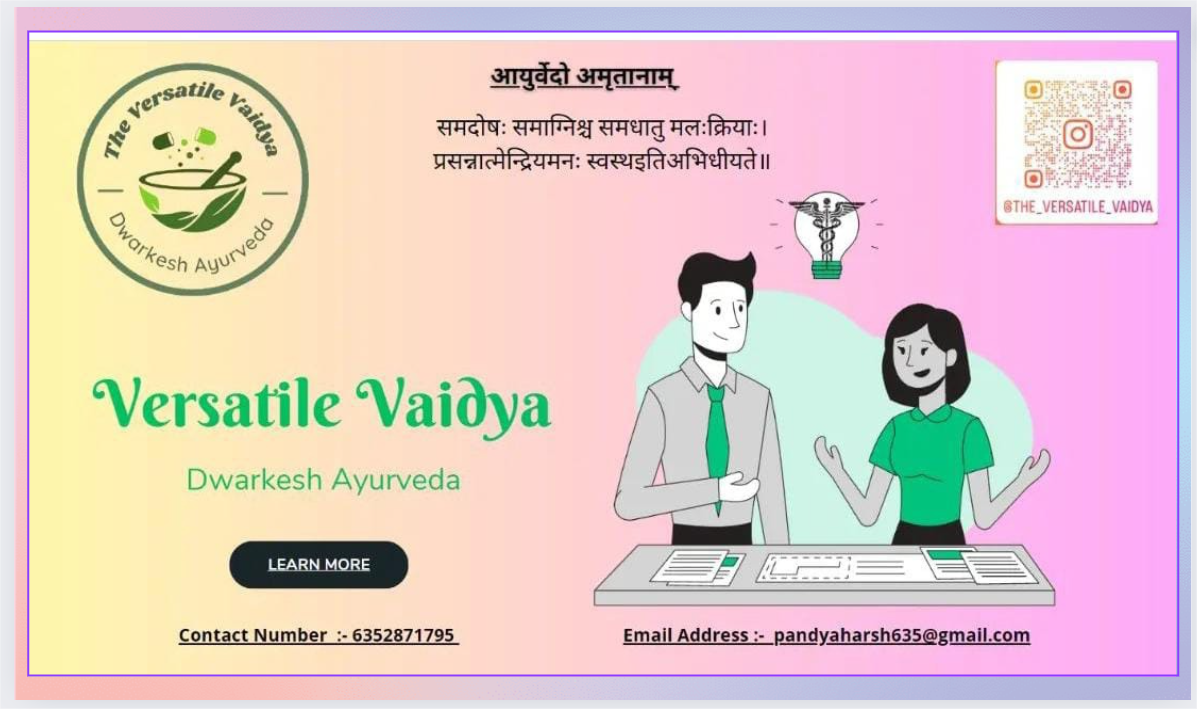 The Versatile Vaidya
Dwarkesh Ayurveda
आयुर्वेदो अमृतानाम्
समदोषः समाग्निश्च समधातु मलःक्रियाः।
प्रसन्नात्मेन्द्रियमनः स्वस्थइतिअभिधीयते॥
@THE_VERSATILE_VAIDYA
Versatile Vaidya
Dwarkesh Ayurveda
LEARN MORE
Contact Number :- 6352871795
Email Address :- pandyaharsh635@gmail.com